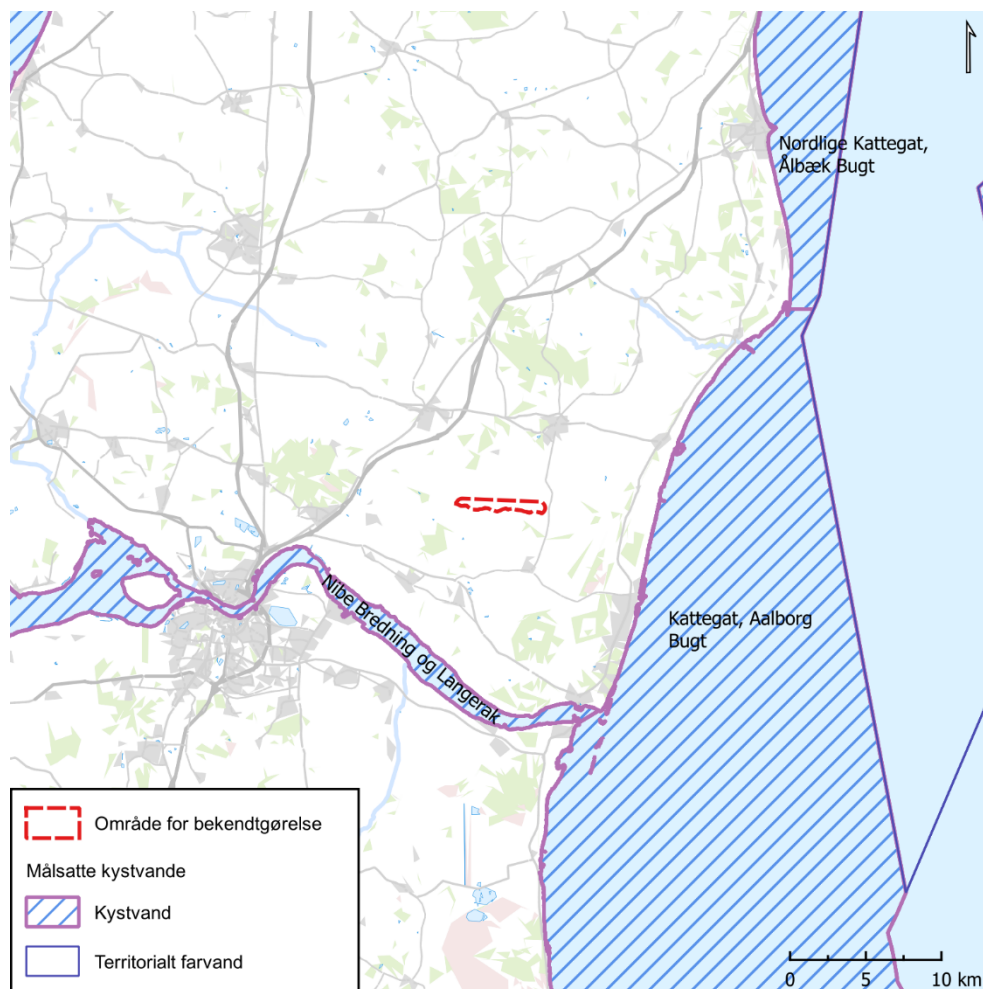 Nordlige Kattegat,
Ålbæk Bugt
Kattegat, Aalborg
Bugt
Nibe Bredning og Langerak
Område for bekendtgørelse
Målsatte kystvande
Kystvand
Territorialt farvand
0 5 10 km